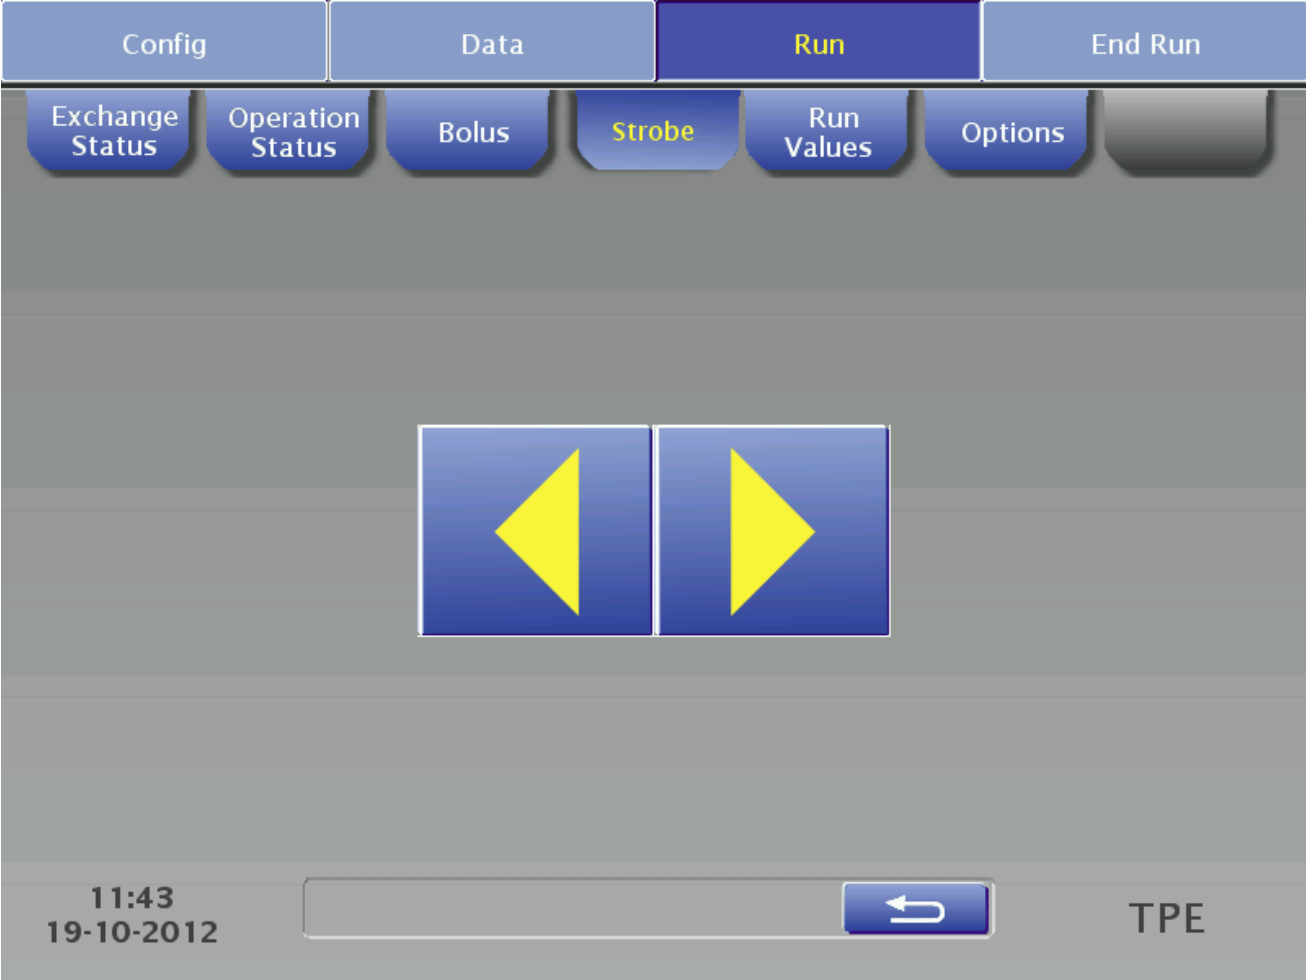 Config
Data
Run
End Run
Exchange
Status
Operation
Status
Bolus
Strobe
Run
Values
Options
11:43
19-10-2012
TPE